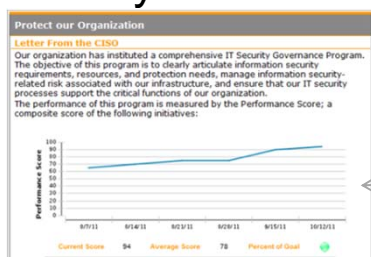 Protect our Organization
Letter From the CISO
Our organization has instituted a comprehensive IT Security Governance Program.
The objective of this program is to clearly articulate information security
requirements, resources, and protection needs, manage information security-
related risk associated with our infrastructure, and ensure that our IT security
processes support the critical functions of our organization.
The performance of this program is measured by the Performance Score; a
composite score of the following initiatives:
Performance Score
100
90
80
70
60
50
40
30
20
10
0
9/7/11 9/14/11 9/21/11 9/29/11 9/15/11 10/12/11
Current Score 94 Average Score 78 Percent of Goal